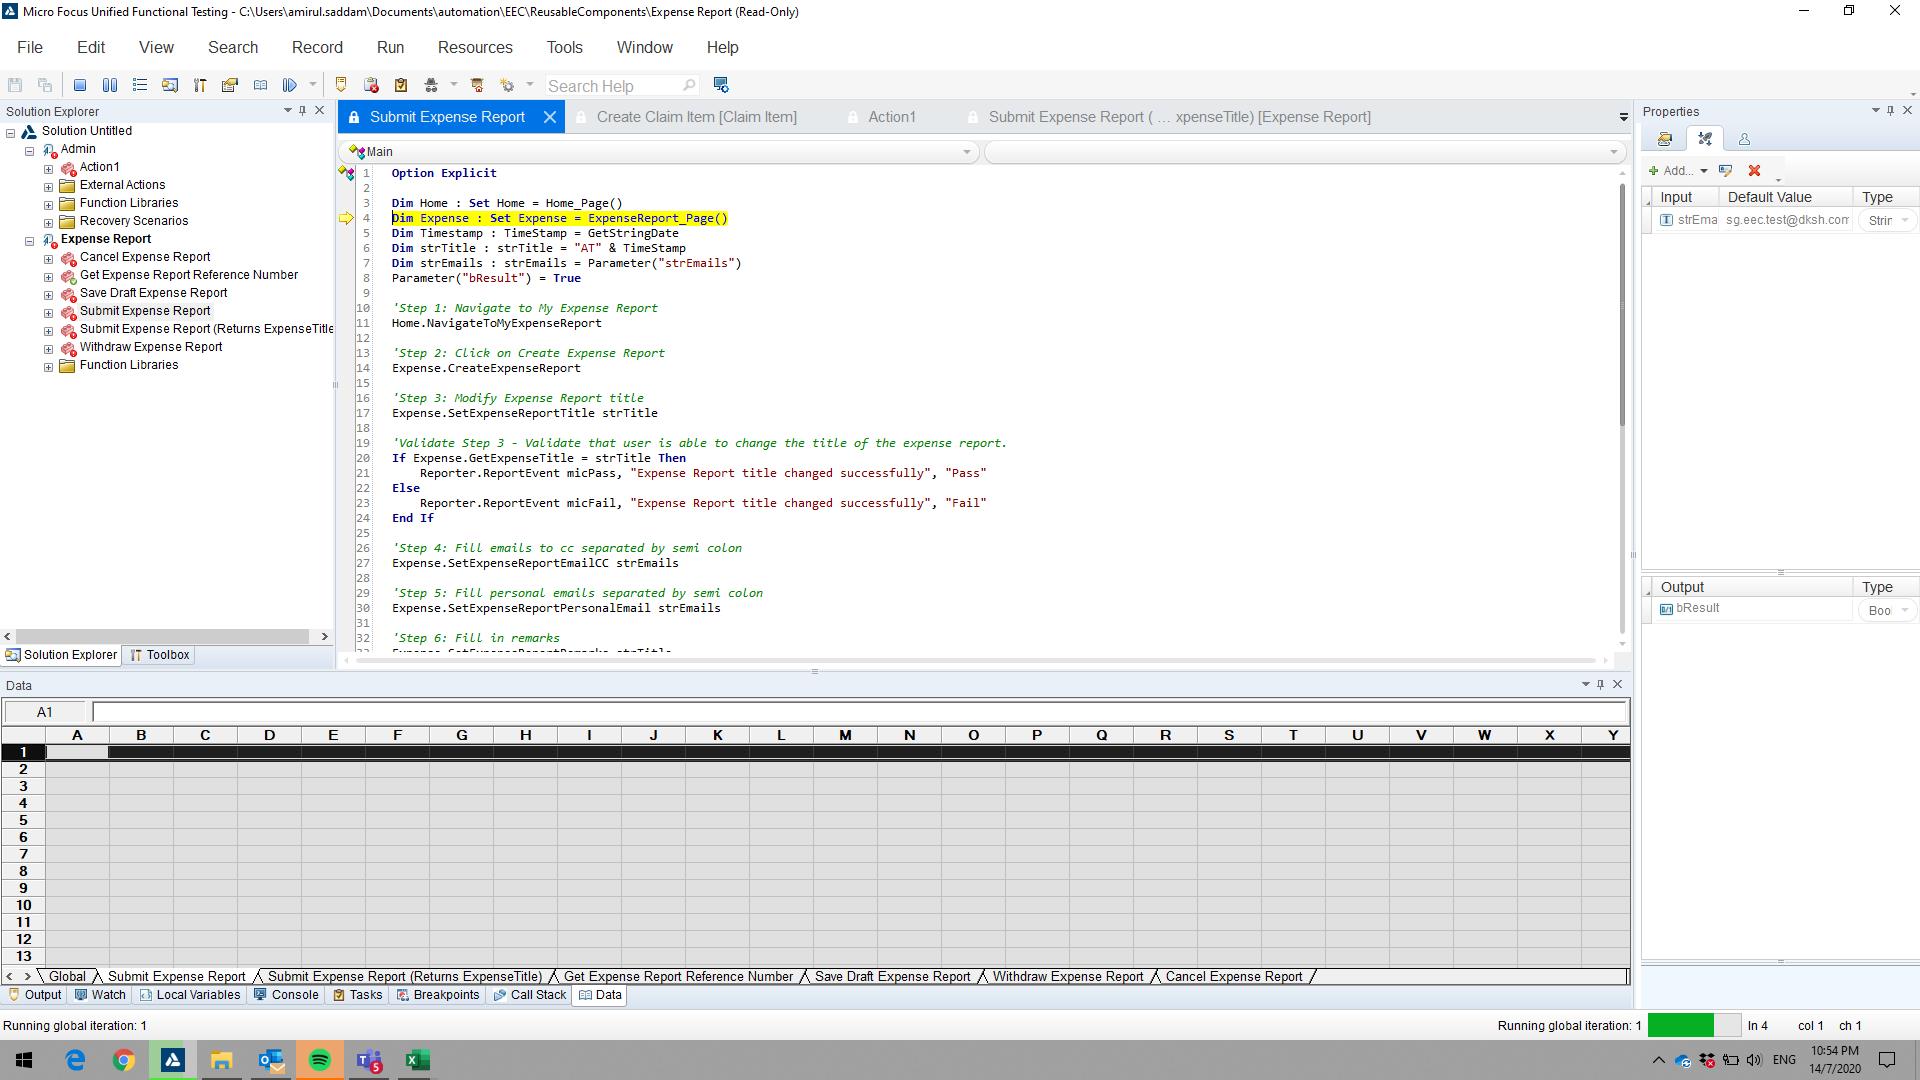 Micro Focus Unified Functional Testing - C:\Users\amirul.saddam\Documents\automation\EEC\ReusableComponents\Expense Report (Read-Only)
File Edit View Search Record Run Resources Tools Window Help
Search Help
Solution Explorer
Solution Untitled
Admin
Action1
External Actions
Function Libraries
Recovery Scenarios
Expense Report
Cancel Expense Report
Get Expense Report Reference Number
Save Draft Expense Report
Submit Expense Report
Submit Expense Report (Returns ExpenseTitle
Withdraw Expense Report
Function Libraries
Solution Explorer Toolbox
Submit Expense Report Create Claim Item [Claim Item] Action1 Submit Expense Report ( ... xpenseTitle) [Expense Report]
Main
1 Option Explicit
2
3 Dim Home : Set Home = Home_Page()
4 Dim Expense : Set Expense = ExpenseReport_Page()
5 Dim Timestamp : TimeStamp = GetStringDate
6 Dim strTitle : strTitle = "AT" & TimeStamp
7 Dim strEmails : strEmails = Parameter("strEmails")
8 Parameter("bResult") = True
9
10 'Step 1: Navigate to My Expense Report
11 Home.NavigateToMyExpenseReport
12
13 'Step 2: Click on Create Expense Report
14 Expense.CreateExpenseReport
15
16 'Step 3: Modify Expense Report title
17 Expense.SetExpenseReportTitle strTitle
18
19 'Validate Step 3 - Validate that user is able to change the title of the expense report.
20 If Expense.GetExpenseTitle = strTitle Then
21 Reporter.ReportEvent micPass, "Expense Report title changed successfully", "Pass"
22 Else
23 Reporter.ReportEvent micFail, "Expense Report title changed successfully", "Fail"
24 End If
25
26 'Step 4: Fill emails to cc separated by semi colon
27 Expense.SetExpenseReportEmailCC strEmails
28
29 'Step 5: Fill personal emails separated by semi colon
30 Expense.SetExpenseReportPersonalEmail strEmails
31
32 'Step 6: Fill in remarks
Properties
Add...
Input Default Value Type
strEma sg.eec.test@dksh.com Strin
Output Type
bResult Bool
Data
A1
A B C D E F G H I J K L M N O P Q R S T U V W X Y
1
2
3
4
5
6
7
8
9
10
11
12
13
Global Submit Expense Report Submit Expense Report (Returns ExpenseTitle) Get Expense Report Reference Number Save Draft Expense Report Withdraw Expense Report Cancel Expense Report
Output Watch Local Variables Console Tasks Breakpoints Call Stack Data
Running global iteration: 1 Running global iteration: 1 ln 4 col 1 ch 1
5
ENG
10:54 PM
14/7/2020